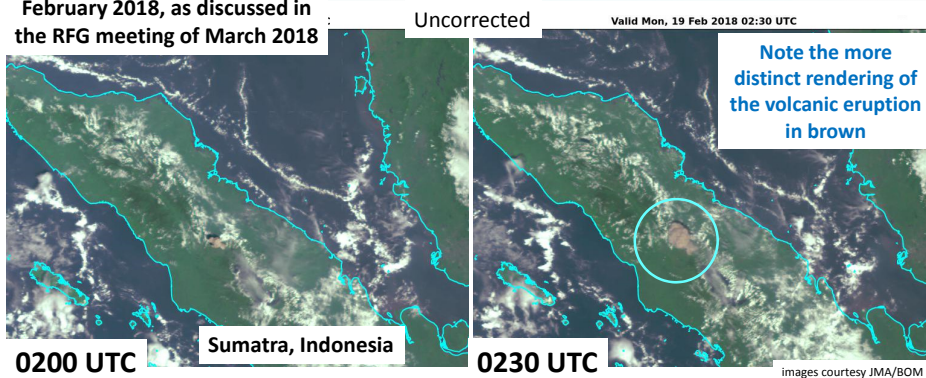 February 2018, as discussed in
the RFG meeting of March 2018
Uncorrected
Valid Mon, 19 Feb 2018 02:30 UTC
Note the more
distinct rendering of
the volcanic eruption
in brown
Sumatra, Indonesia
0200 UTC
0230 UTC
images courtesy JMA/BOM